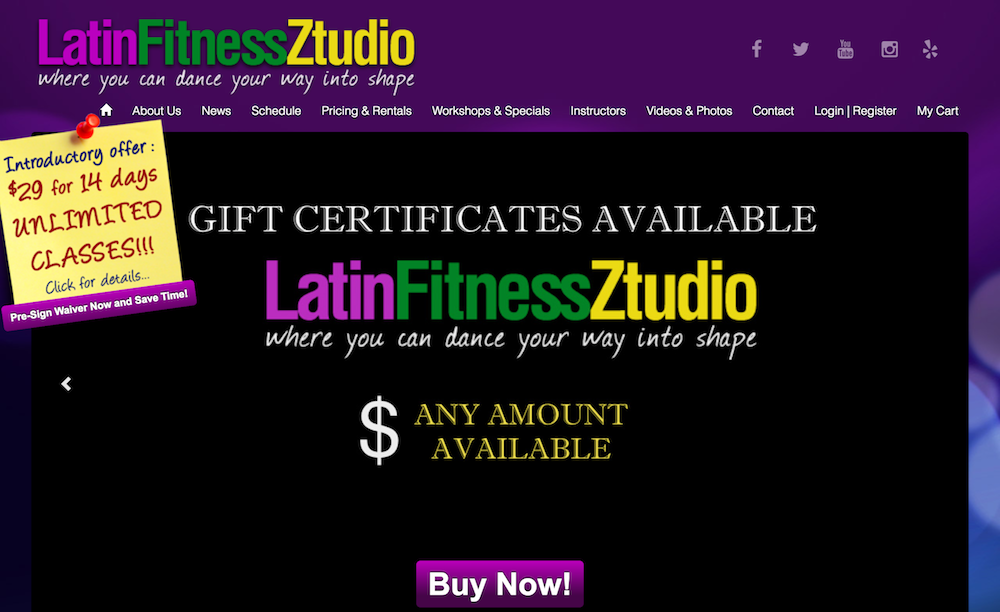 LatinFitnessZtudio
where you can dance your way into shape
You
Tube
About Us News Schedule Pricing & Rentals Workshops & Specials Instructors Videos & Photos Contact Login | Register My Cart
Introductory offer :
$29 for 14 days
UNLIMITED
CLASSES!!!
Click for details...
Pre-Sign Waiver Now and Save Time!
GIFT CERTIFICATES AVAILABLE
LatinFitnessZtudio
where you can dance your way into shape
$ ANY AMOUNT
AVAILABLE
Buy Now!